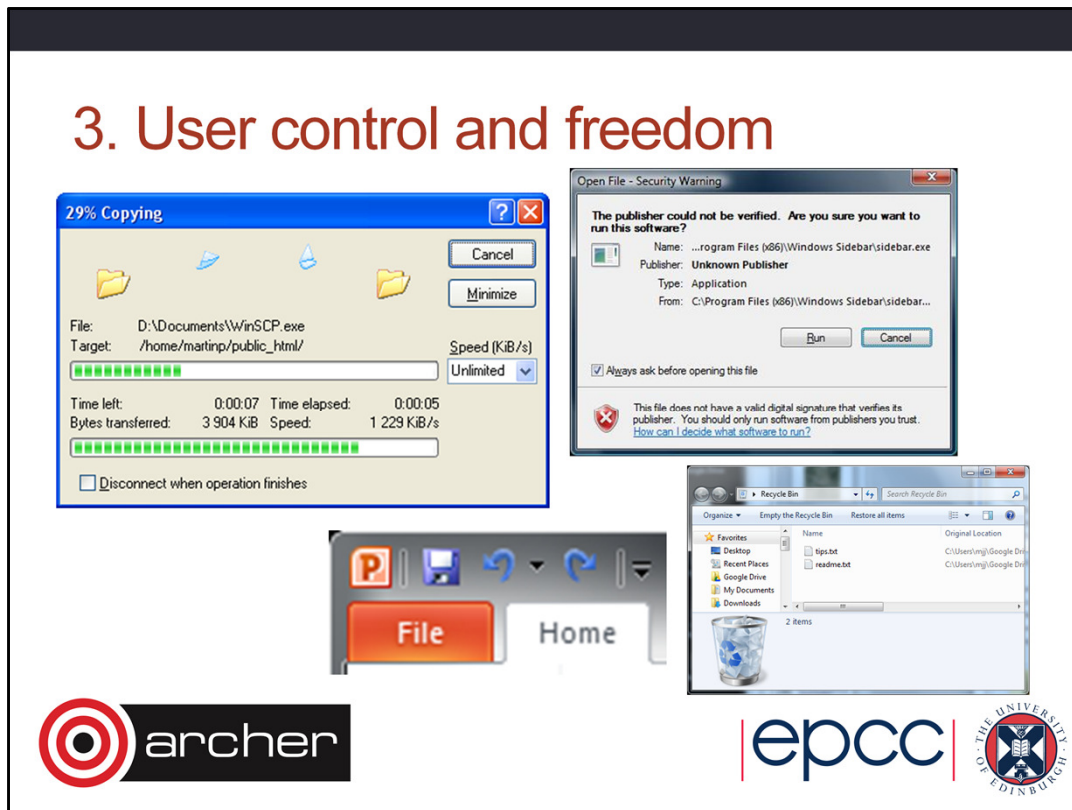 3. User control and freedom
29% Copying
Cancel
Minimize
File: D:\Documents\WinSCP.exe
Target: /home/martinp/public_html/
Speed (KiB/s)
Unlimited
Time left: 0:00:07 Time elapsed: 0:00:05
Bytes transferred: 3 904 KiB Speed: 1 229 KiB/s
Disconnect when operation finishes
Open File - Security Warning
The publisher could not be verified. Are you sure you want to
run this software?
Name: ...rogram Files (x86)\Windows Sidebar\sidebar.exe
Publisher: Unknown Publisher
Type: Application
From: C:\Program Files (x86)\Windows Sidebar\sidebar...
Run Cancel
Always ask before opening this file
This file does not have a valid digital signature that verifies its
publisher. You should only run software from publishers you trust.
How can I decide what software to run?
P
File Home
Recycle Bin Search Recycle Bin
Organize Empty the Recycle Bin Restore all items
Favorites
Desktop
Recent Places
Google Drive
My Documents
Downloads
Name Original Location
tips.txt C:\Users\mjj\Google Dri
readme.txt C:\Users\mjj\Google Dri
2 items
archer
epcc
THE UNIVERSITY OF EDINBURGH